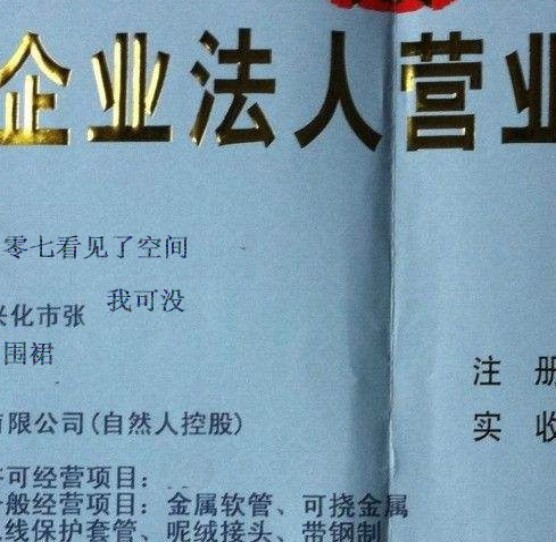 企业法人营业
零七看见了空间
兴化市张 我可没
围裙
有限公司(自然人控股)
注册
实收
许可经营项目:
一般经营项目: 金属软管、可挠金属
线保护套管、呢绒接头、带钢制